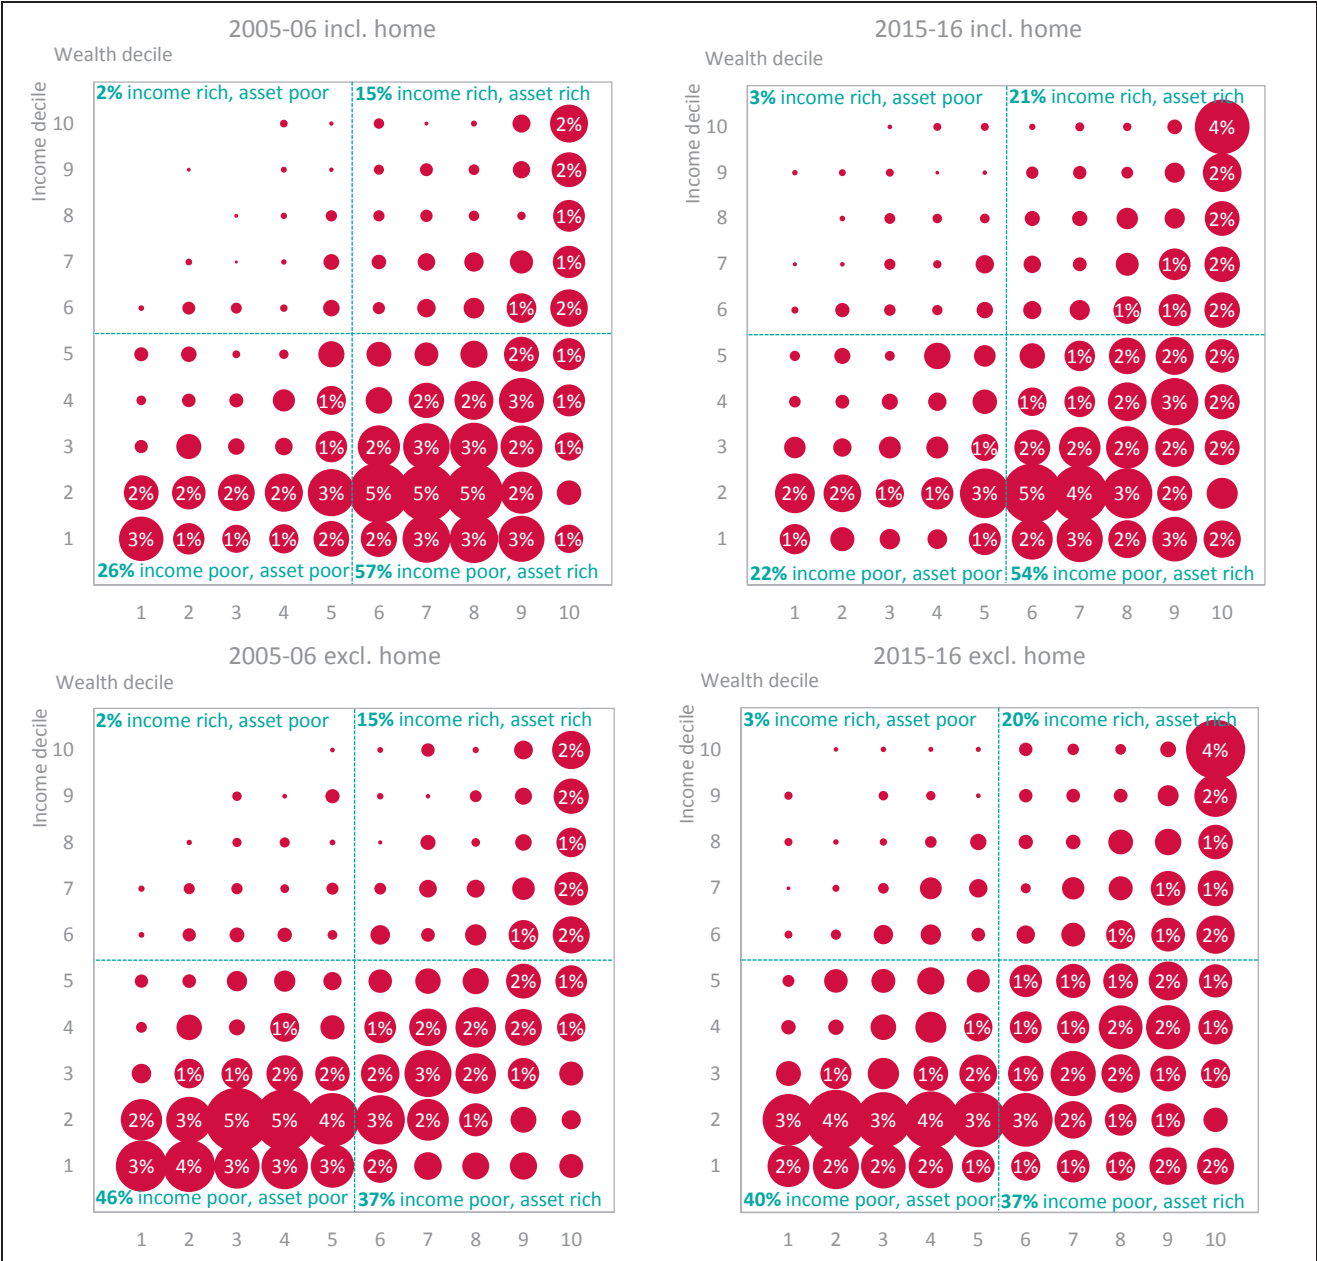 2005-06 incl. home
Wealth decile
Income decile
2% income rich, asset poor 15% income rich, asset rich
10 2%
9 2%
8 1%
7 1%
6 1% 2%
5 2% 1%
4 1% 2% 2% 3% 1%
3 1% 2% 3% 3% 2% 1%
2 2% 2% 2% 2% 3% 5% 5% 5% 2%
1 3% 1% 1% 1% 2% 2% 3% 3% 3% 1%
26% income poor, asset poor 57% income poor, asset rich
1 2 3 4 5 6 7 8 9 10
2015-16 incl. home
Wealth decile
Income decile
3% income rich, asset poor 21% income rich, asset rich
10 4%
9 2%
8 2%
7 1% 2%
6 1% 1% 2%
5 1% 2% 2% 2%
4 1% 1% 2% 3% 2%
3 1% 2% 2% 2% 2% 2%
2 2% 2% 1% 1% 3% 5% 4% 3% 2%
1 1% 1% 2% 3% 2% 3% 2%
22% income poor, asset poor 54% income poor, asset rich
1 2 3 4 5 6 7 8 9 10
2005-06 excl. home
Wealth decile
Income decile
2% income rich, asset poor 15% income rich, asset rich
10 2%
9 2%
8 1%
7 2%
6 1% 2%
5 2% 1%
4 1% 1% 2% 2% 2% 1%
3 1% 1% 2% 2% 2% 3% 2% 1%
2 2% 3% 5% 5% 4% 3% 2% 1%
1 3% 4% 3% 3% 3% 2%
46% income poor, asset poor 37% income poor, asset rich
1 2 3 4 5 6 7 8 9 10
2015-16 excl. home
Wealth decile
Income decile
3% income rich, asset poor 20% income rich, asset rich
10 4%
9 2%
8 1%
7 1% 1%
6 1% 1% 2%
5 1% 1% 1% 2% 1%
4 1% 1% 1% 2% 2% 1%
3 1% 1% 2% 1% 2% 2% 1% 1%
2 3% 4% 3% 4% 3% 3% 2% 1% 1%
1 2% 2% 2% 2% 1% 1% 1% 1% 2% 2%
40% income poor, asset poor 37% income poor, asset rich
1 2 3 4 5 6 7 8 9 10